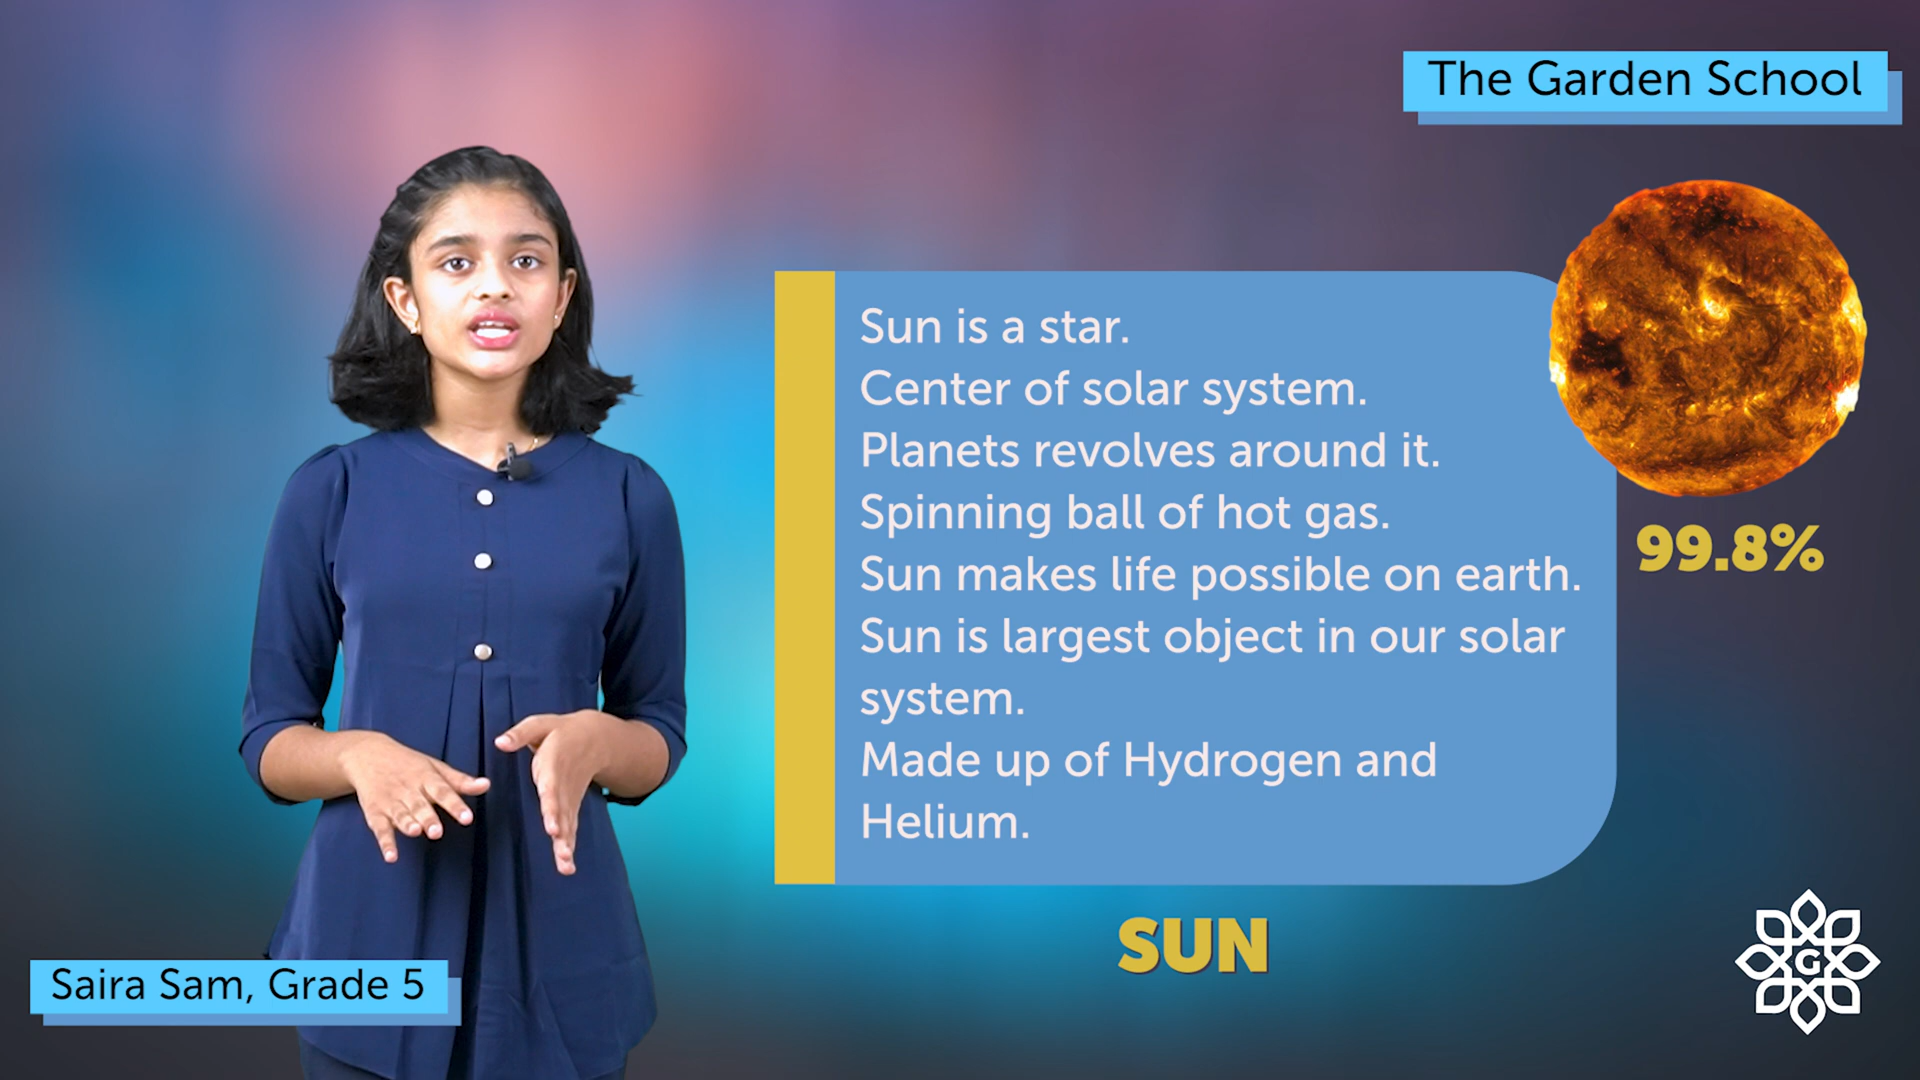 The Garden School
Sun is a star.
Center of solar system.
Planets revolves around it.
Spinning ball of hot gas.
Sun makes life possible on earth.
Sun is largest object in our solar
system.
Made up of Hydrogen and
Helium.
99.8%
SUN
Saira Sam, Grade 5
G